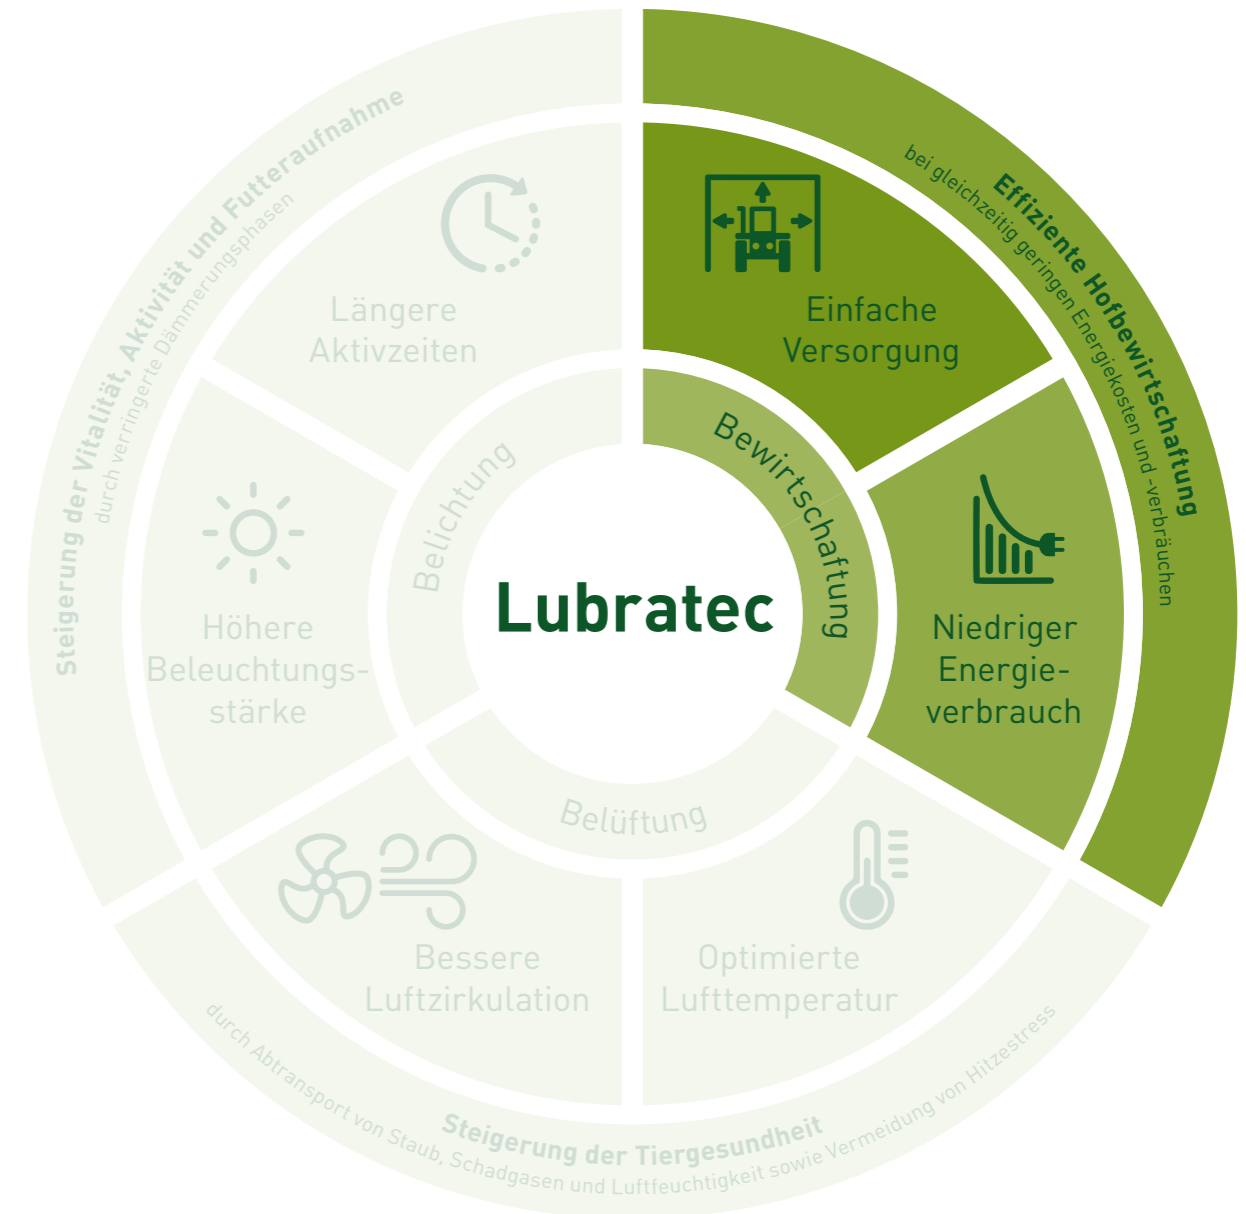 Steigerung der Vitalität, Aktivität und Futteraufnahme
durch verringerte Dämmerungsphasen
Effiziente Hofbewirtschaftung
bei gleichzeitig geringen Energiekosten und -verbräuchen
Längere
Aktivzeiten
Einfache
Versorgung
Belichtung
Bewirtschaftung
Lubratec
Höhere
Beleuchtungs-
stärke
Niedriger
Energie-
verbrauch
Belüftung
Bessere
Luftzirkulation
Optimierte
Lufttemperatur
Steigerung der Tiergesundheit
durch Abtransport von Staub, Schadgasen und Luftfeuchtigkeit sowie Vermeidung von Hitzestress